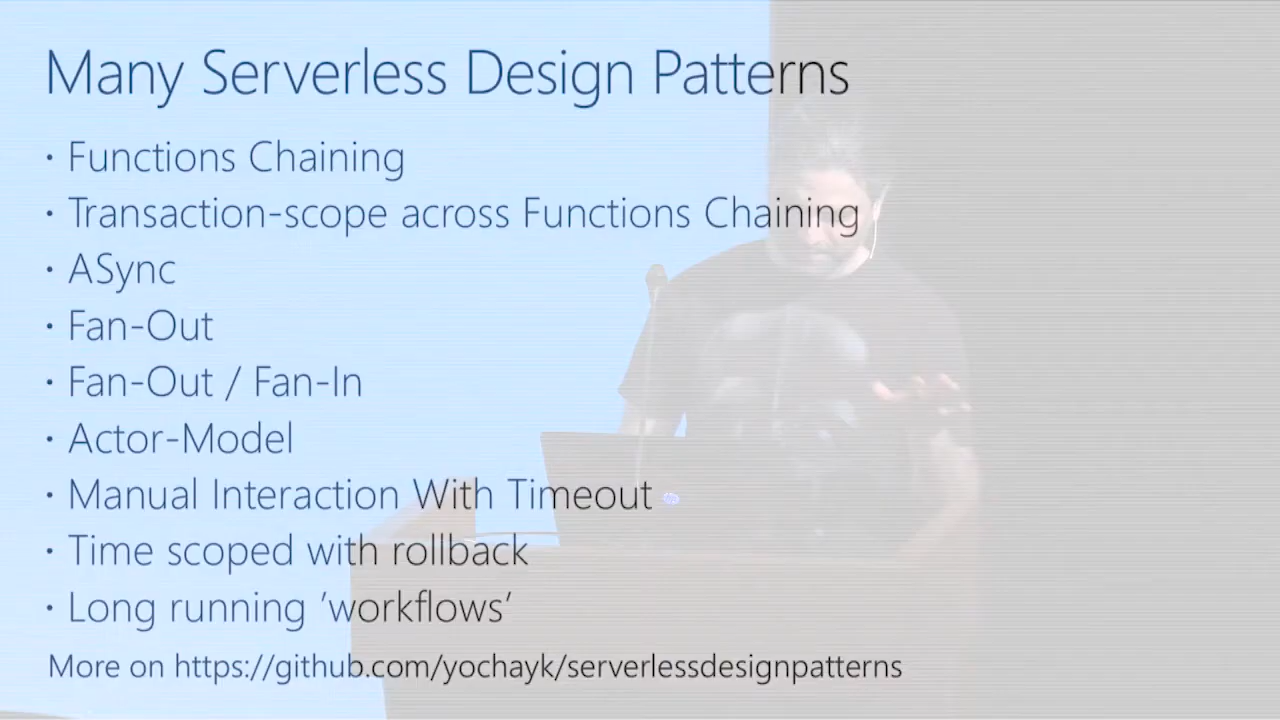 Many Serverless Design Patterns
• Functions Chaining
• Transaction-scope across Functions Chaining
• ASync
• Fan-Out
• Fan-Out / Fan-In
• Actor-Model
• Manual Interaction With Timeout
• Time scoped with rollback
• Long running ’workflows’
More on https://github.com/yochayk/serverlessdesignpatterns